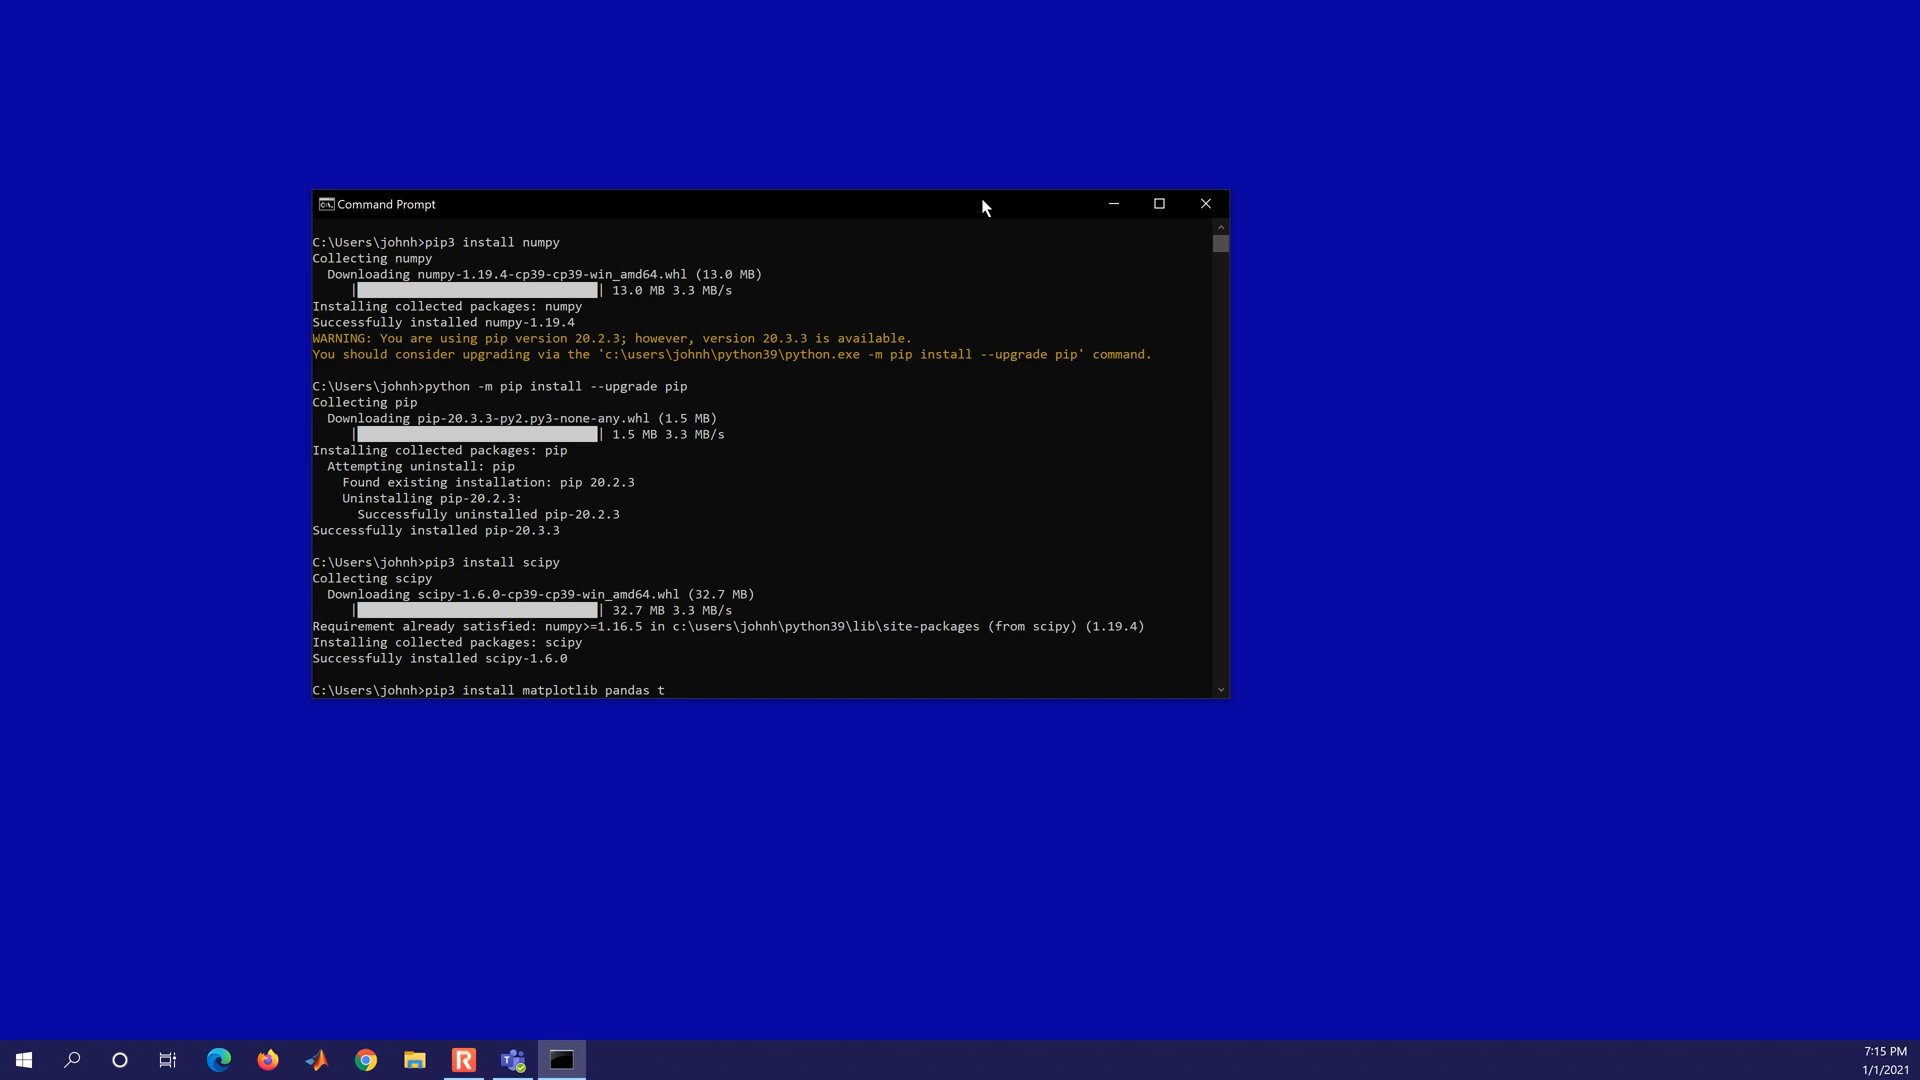 Command Prompt
C:\Users\johnh>pip3 install numpy
Collecting numpy
Downloading numpy-1.19.4-cp39-cp39-win_amd64.whl (13.0 MB)
|| 13.0 MB 3.3 MB/s
Installing collected packages: numpy
Successfully installed numpy-1.19.4
WARNING: You are using pip version 20.2.3; however, version 20.3.3 is available.
You should consider upgrading via the 'c:\users\johnh\python39\python.exe -m pip install --upgrade pip' command.
C:\Users\johnh>python -m pip install --upgrade pip
Collecting pip
Downloading pip-20.3.3-py2.py3-none-any.whl (1.5 MB)
|| 1.5 MB 3.3 MB/s
Installing collected packages: pip
Attempting uninstall: pip
Found existing installation: pip 20.2.3
Uninstalling pip-20.2.3:
Successfully uninstalled pip-20.2.3
Successfully installed pip-20.3.3
C:\Users\johnh>pip3 install scipy
Collecting scipy
Downloading scipy-1.6.0-cp39-cp39-win_amd64.whl (32.7 MB)
|| 32.7 MB 3.3 MB/s
Requirement already satisfied: numpy>=1.16.5 in c:\users\johnh\python39\lib\site-packages (from scipy) (1.19.4)
Installing collected packages: scipy
Successfully installed scipy-1.6.0
C:\Users\johnh>pip3 install matplotlib pandas t
7:15 PM
1/1/2021